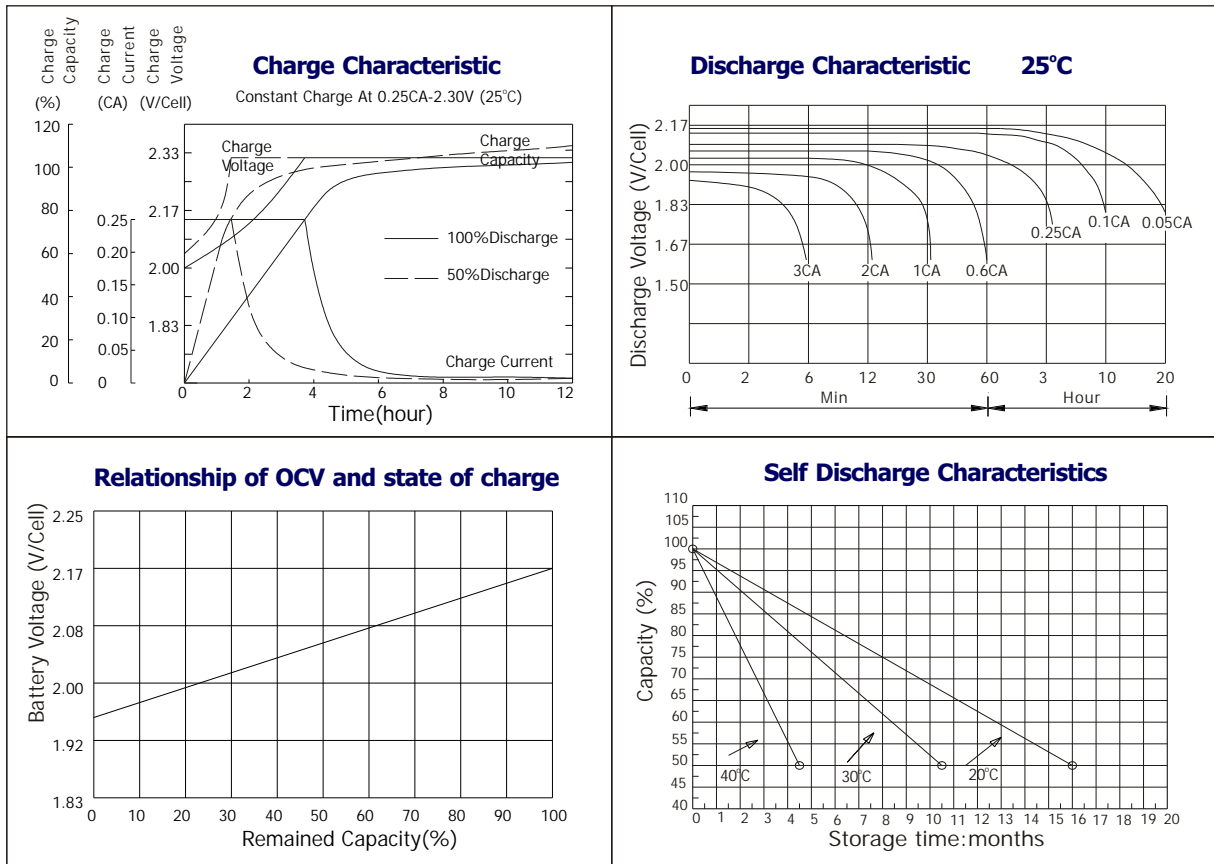 Charge Capacity
Charge Current
Charge Voltage
(%) (CA) (V/Cell)
Charge Characteristic
Constant Charge At 0.25CA-2.30V (25°C)
120
100
80
60
40
20
0
0.25
0.20
0.15
0.10
0.05
0
2.33
2.17
2.00
1.83
Charge Voltage
Charge Capacity
100%Discharge
50%Discharge
Charge Current
0 2 4 6 8 10 12
Time(hour)
Discharge Characteristic 25°C
Discharge Voltage (V/Cell)
2.17
2.00
1.83
1.67
1.50
3CA 2CA 1CA 0.6CA 0.25CA 0.1CA 0.05CA
0 2 6 12 30 60 3 10 20
Min Hour
Relationship of OCV and state of charge
Battery Voltage (V/Cell)
2.25
2.17
2.08
2.00
1.92
1.83
0 10 20 30 40 50 60 70 80 90 100
Remained Capacity(%)
Self Discharge Characteristics
Capacity (%)
110
105
100
95
90
85
80
75
70
65
60
55
50
45
40
40°C 30°C 20°C
0 1 2 3 4 5 6 7 8 9 10 11 12 13 14 15 16 17 18 19 20
Storage time:months